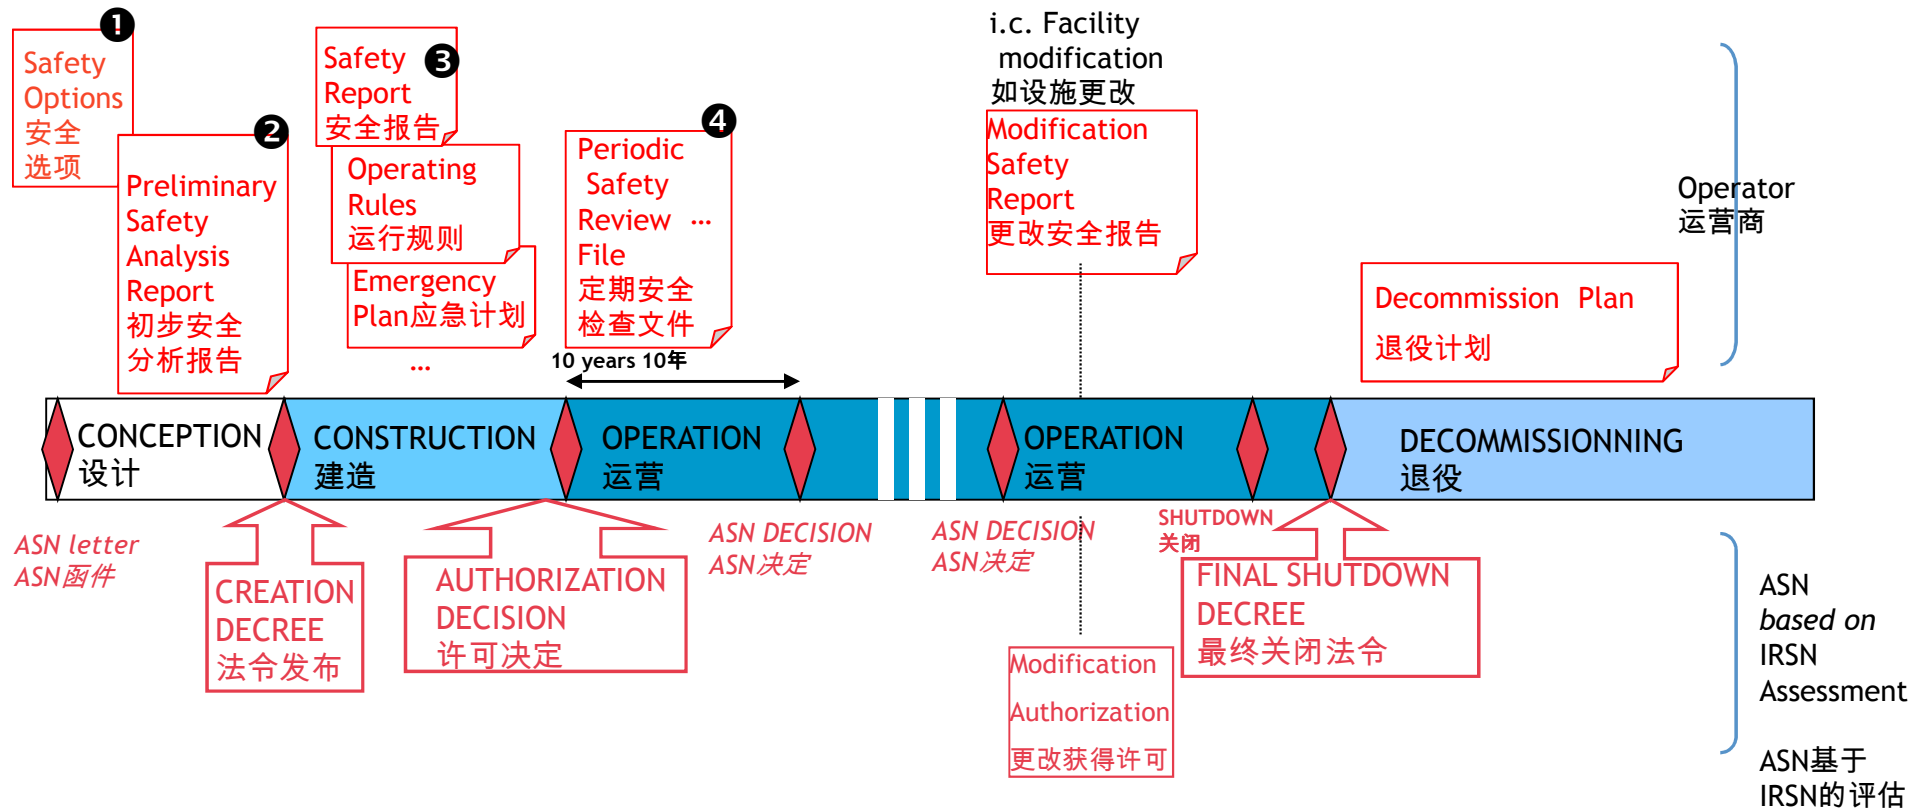 ❶
Safety
Options
安全
选项
❷
Preliminary
Safety
Analysis
Report
初步安全
分析报告
❸
Safety
Report
安全报告
Operating
Rules
运行规则
Emergency
Plan应急计划
...
❹
Periodic
Safety
Review ...
File
定期安全
检查文件
10 years 10年
i.c. Facility
modification
如设施更改
Modification
Safety
Report
更改安全报告
Decommission Plan
退役计划
Operator
运营商
CONCEPTION
设计
CONSTRUCTION
建造
OPERATION
运营
OPERATION
运营
DECOMMISSIONNING
退役
ASN letter
ASN函件
CREATION
DECREE
法令发布
AUTHORIZATION
DECISION
许可决定
ASN DECISION
ASN决定
ASN DECISION
ASN决定
SHUTDOWN
关闭
FINAL SHUTDOWN
DECREE
最终关闭法令
Modification
Authorization
更改获得许可
ASN
based on
IRSN
Assessment
ASN基于
IRSN的评估